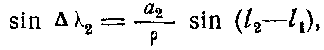 sin Δλ₂ = a₂/ρ sin (l₂—l₁),